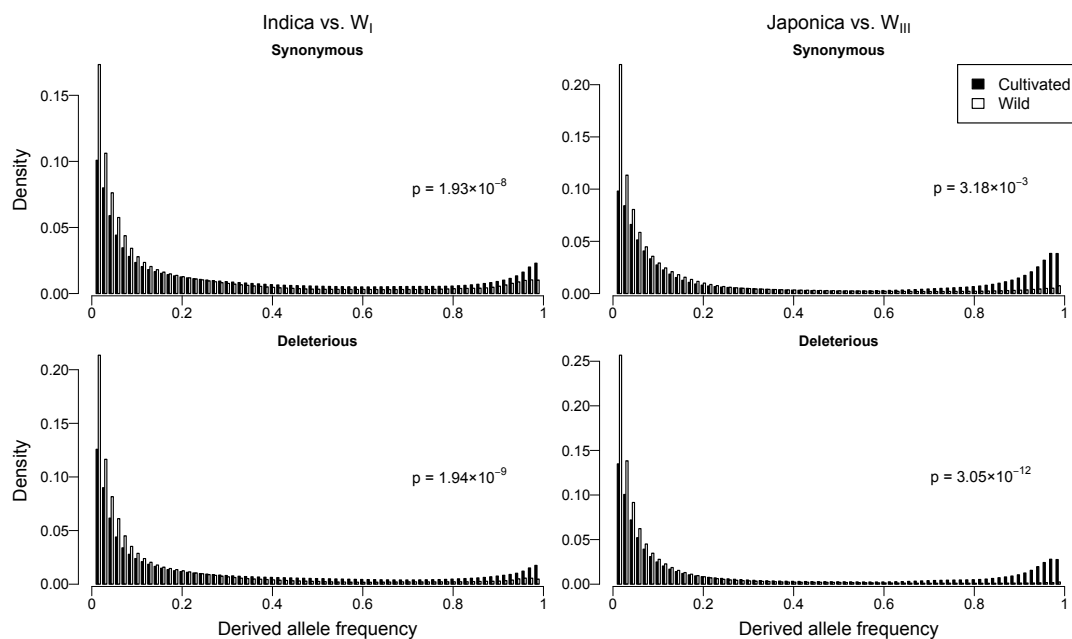 Indica vs. W_I
Synonymous
Density
0.15
0.10
0.05
0.00
p = 1.93×10⁻⁸
0 0.2 0.4 0.6 0.8 1
Japonica vs. W_III
Synonymous
0.20
0.15
0.10
0.05
0.00
Cultivated
Wild
p = 3.18×10⁻³
0 0.2 0.4 0.6 0.8 1
Deleterious
Density
0.20
0.15
0.10
0.05
0.00
p = 1.94×10⁻⁹
0 0.2 0.4 0.6 0.8 1
Derived allele frequency
Deleterious
0.25
0.20
0.15
0.10
0.05
0.00
p = 3.05×10⁻¹²
0 0.2 0.4 0.6 0.8 1
Derived allele frequency